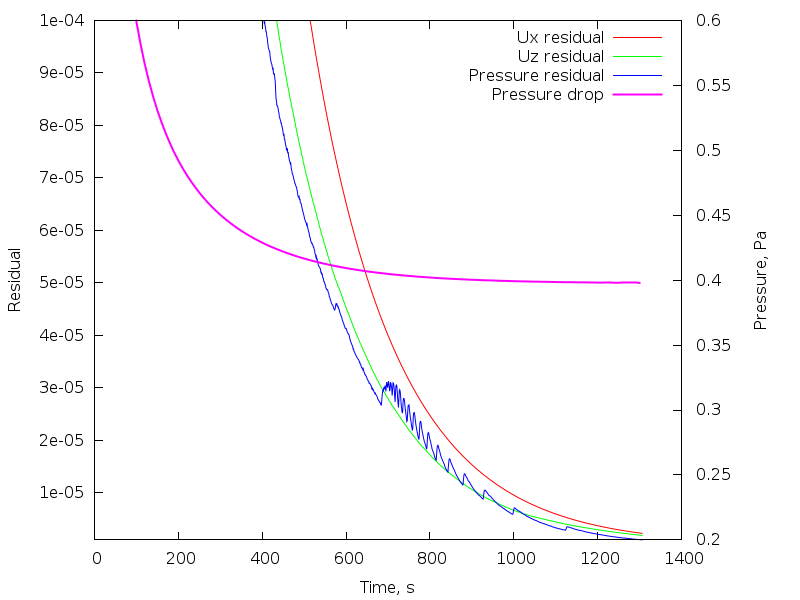 1e-04
9e-05
8e-05
7e-05
6e-05
5e-05
4e-05
3e-05
2e-05
1e-05
Residual
0 200 400 600 800 1000 1200 1400
Time, s
0.6
0.55
0.5
0.45
0.4
0.35
0.3
0.25
0.2
Pressure, Pa
Ux residual
Uz residual
Pressure residual
Pressure drop